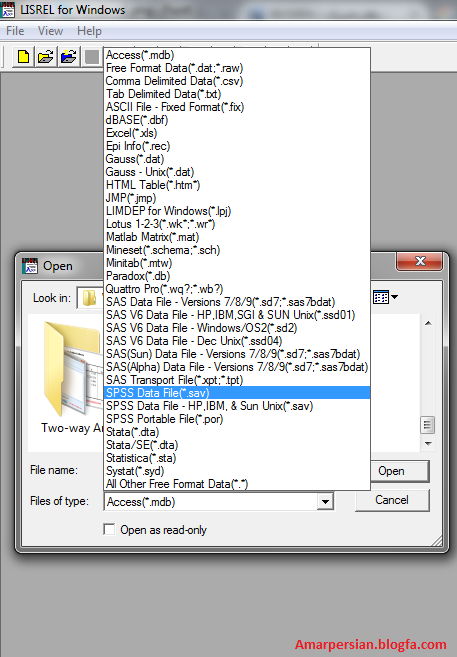 LISREL for Windows
File View Help
Access(*.mdb)
Free Format Data(*.dat;*.raw)
Comma Delimited Data(*.csv)
Tab Delimited Data(*.txt)
ASCII File - Fixed Format(*.fix)
dBASE(*.dbf)
Excel(*.xls)
Epi Info(*.rec)
Gauss(*.dat)
Gauss - Unix(*.dat)
HTML Table(*.htm*)
JMP(*.jmp)
LIMDEP for Windows(*.lpj)
Lotus 1-2-3(*.wk*;*.wr*)
Matlab Matrix(*.mat)
Mineset(*.schema;*.sch)
Minitab(*.mtw)
Paradox(*.db)
Quattro Pro(*.wq?;*.wb?)
SAS Data File - Versions 7/8/9(*.sd7;*.sas7bdat)
SAS V6 Data File - HP,IBM,SGI & SUN Unix(*.ssd01)
SAS V6 Data File - Windows/OS2(*.sd2)
SAS V6 Data File - Dec Unix(*.ssd04)
SAS(Sun) Data File - Versions 7/8/9(*.sd7;*.sas7bdat)
SAS(Alpha) Data File - Versions 7/8/9(*.sd7;*.sas7bdat)
SAS Transport File(*.xpt;*.tpt)
SPSS Data File(*.sav)
SPSS Data File - HP,IBM, & Sun Unix(*.sav)
SPSS Portable File(*.por)
Stata(*.dta)
Stata/SE(*.dta)
Statistica(*.sta)
Systat(*.syd)
All Other Free Format Data(*.*)
Open
Look in:
Two-way
File name:
Open
Files of type: Access(*.mdb)
Cancel
Open as read-only
Amarpersian.blogfa.com